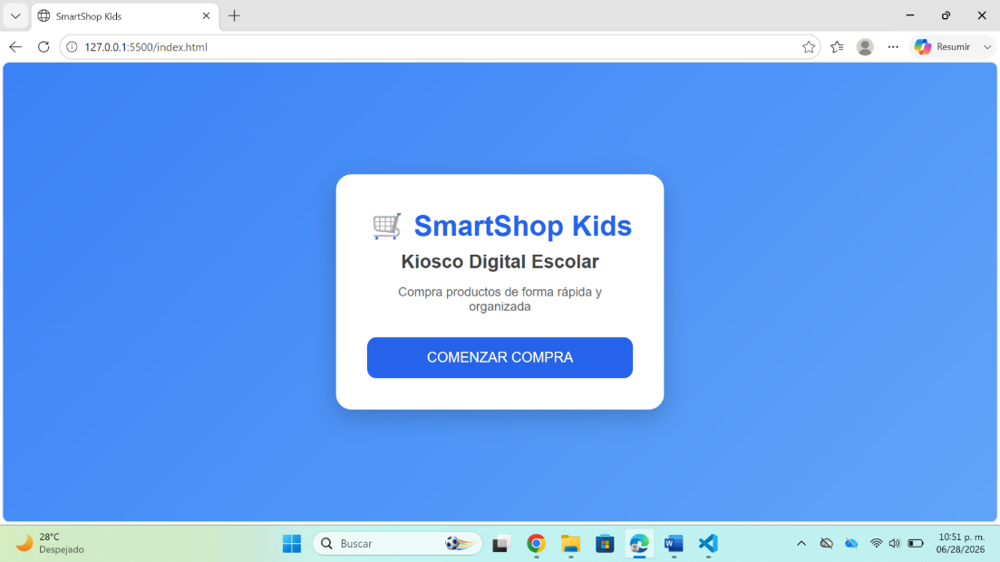 SmartShop Kids
127.0.0.1:5500/index.html
Resumir
SmartShop Kids
Kiosco Digital Escolar
Compra productos de forma rápida y
organizada
COMENZAR COMPRA
28°C
Despejado
Buscar
10:51 p. m.
06/28/2026